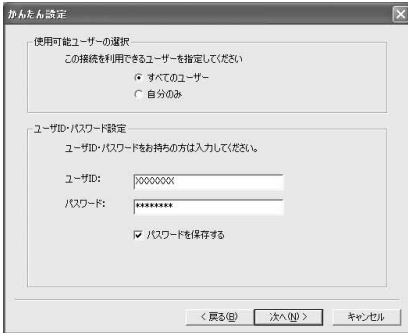 かんたん設定
使用可能ユーザーの選択
この接続を利用できるユーザーを指定してください
すべてのユーザー
自分のみ
ユーザID・パスワード設定
ユーザID・パスワードをお持ちの方は入力してください。
ユーザID:
XXXXXXX
パスワード:
********
パスワードを保存する
< 戻る(B)
次へ(N) >
キャンセル